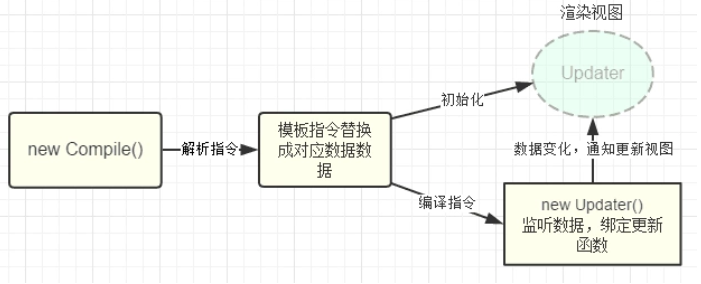 渲染视图
Updater
初始化
new Compile()
解析指令
模板指令替换
成对应数据数
据
数据变化，通知更新视图
编译指令
new Updater()
监听数据，绑定更新
函数